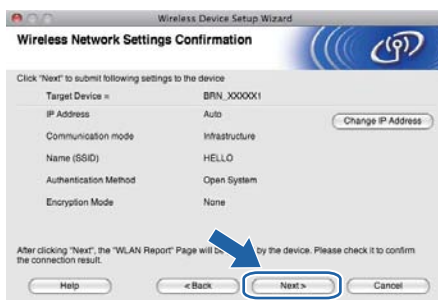 Wireless Device Setup Wizard
Wireless Network Settings Confirmation
Click "Next" to submit following settings to the device
Target Device = BRN_XXXXX1
IP Address Auto
Change IP Address
Communication mode Infrastructure
Name (SSID) HELLO
Authentication Method Open System
Encryption Mode None
After clicking "Next", the "WLAN Report" Page will by the device. Please check it to confirm
the connection result.
Help < Back Next > Cancel